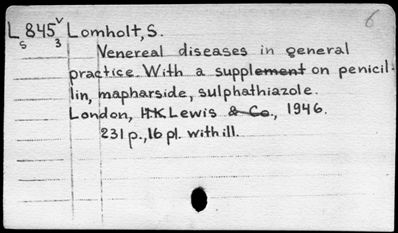 6
L 845 v Lomholt, S.
s 3
Venereal diseases in general
practice. With a supplement on penicil-
lin, mapharside, sulphathiazole.
London, H.K. Lewis & Co., 1946.
231 p., 16 pl. with ill.